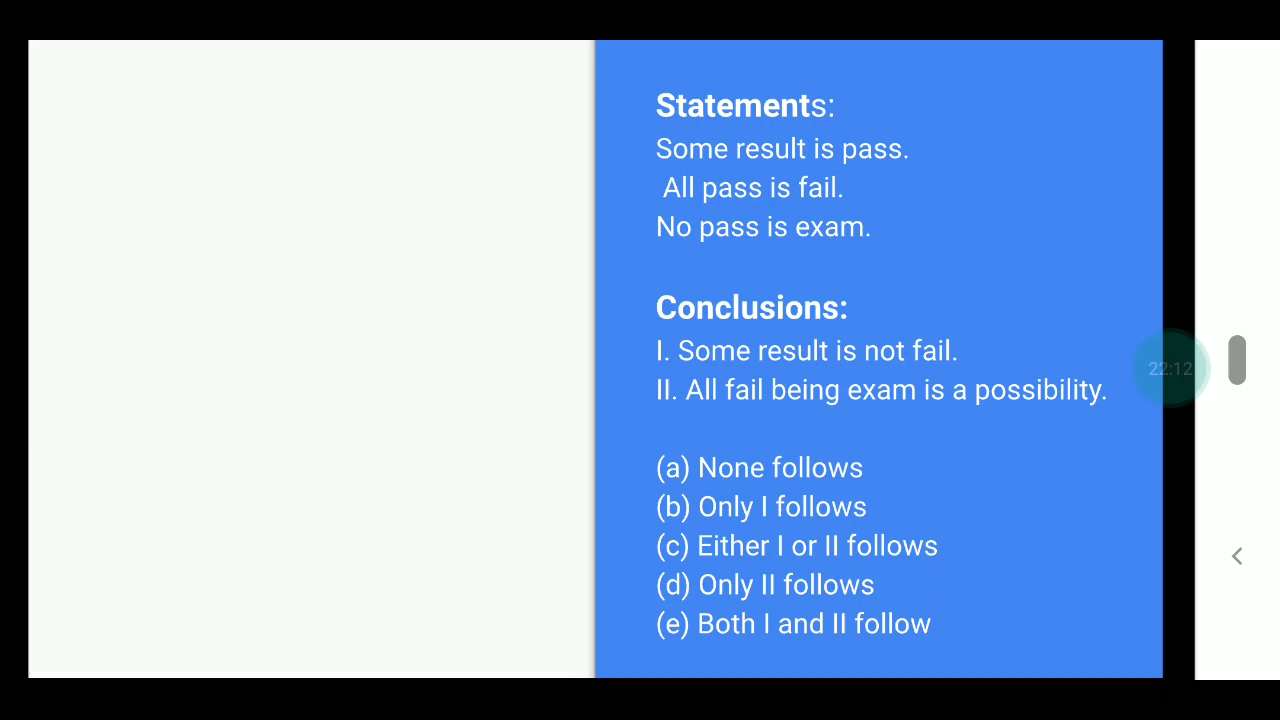 Statements:
Some result is pass.
All pass is fail.
No pass is exam.
Conclusions:
I. Some result is not fail.
II. All fail being exam is a possibility.
22:12
(a) None follows
(b) Only I follows
(c) Either I or II follows
(d) Only II follows
(e) Both I and II follow